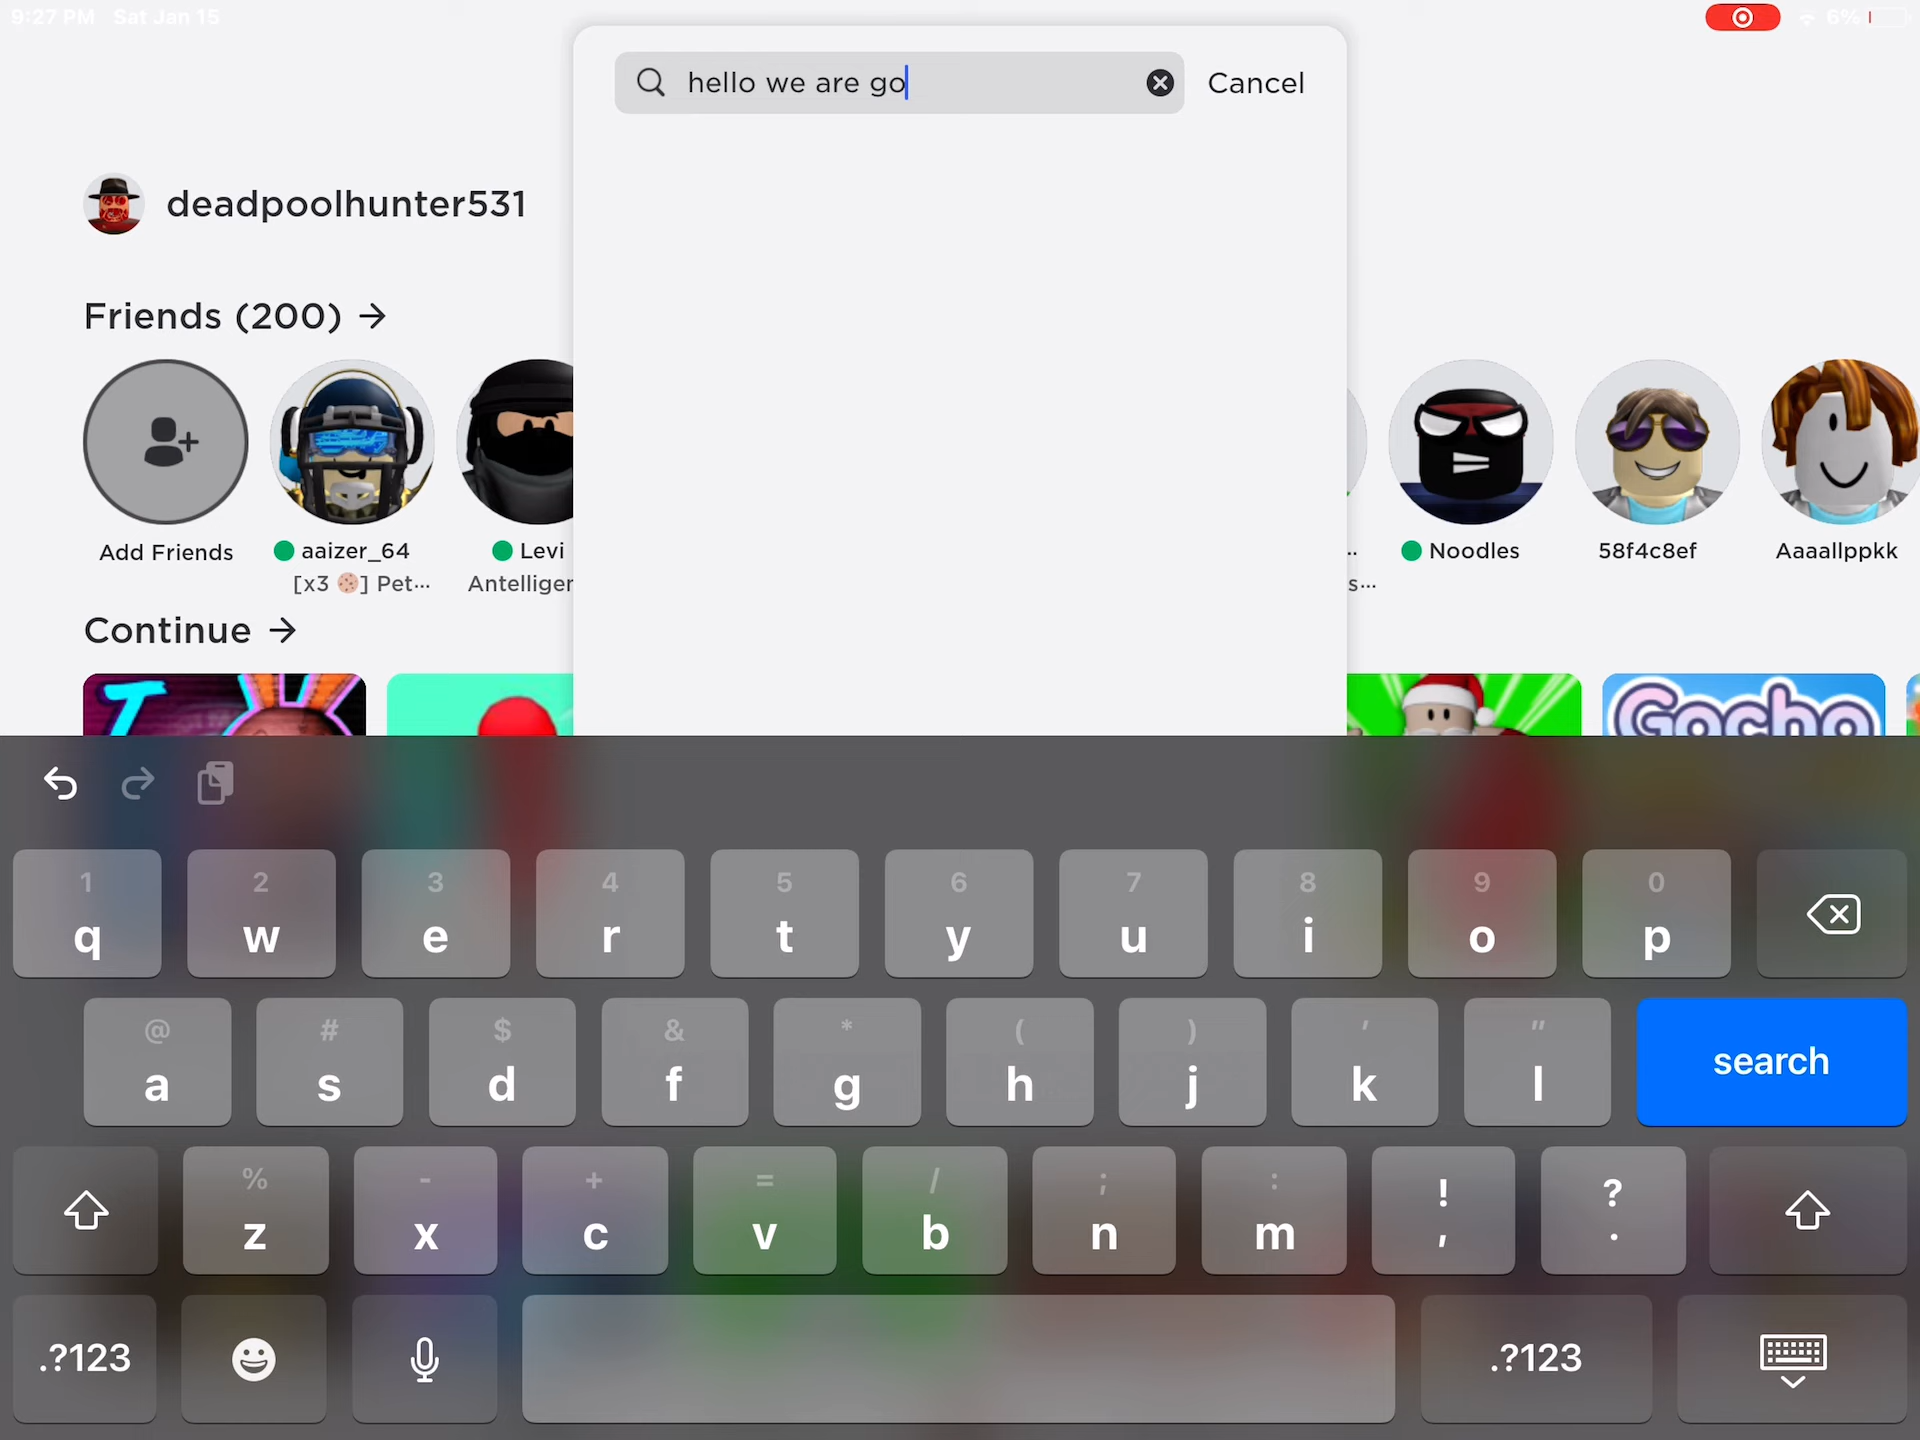 9:27 PM Sat Jan 15
6%
hello we are go
Cancel
deadpoolhunter531
Friends (200) →
Add Friends
aaizer_64
[x3 🍪] Pet...
Levi
Antelliger
..
s...
Noodles
58f4c8ef
Aaaallppkk
Continue →
Gocho
1 2 3 4 5 6 7 8 9 0
q w e r t y u i o p
@ # $ & * ( ) ' "
a s d f g h j k l search
% - + = / ; : ! ?
z x c v b n m , .
.?123 .?123